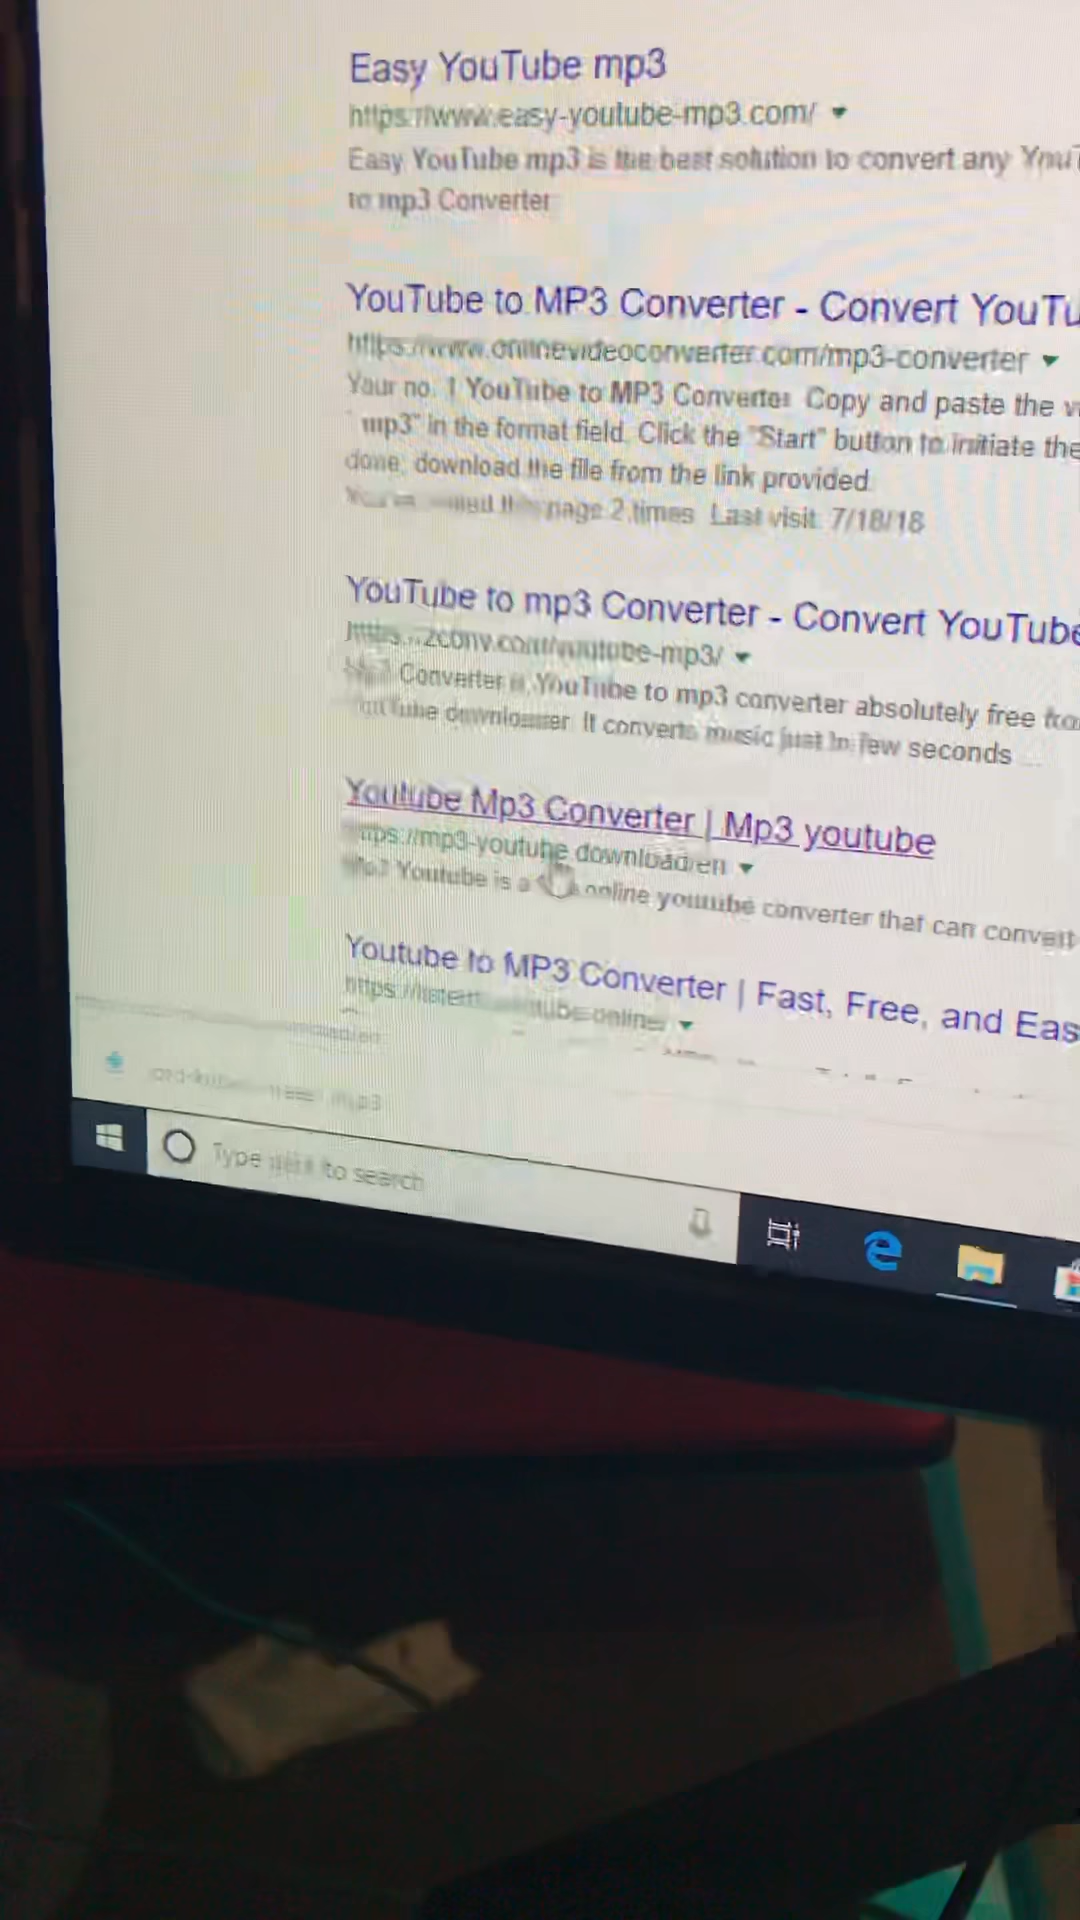 Easy YouTube mp3
https://www.easy-youtube-mp3.com/
Easy YouTube mp3 is the best solution to convert any
to mp3 Converter
YouTube to MP3 Converter - Convert YouTu
https://www.onlinevideoconverter.com/mp3-converter
Your no. 1 YouTube to MP3 Converter. Copy and paste the
mp3" in the format field. Click the "Start" button to initiate the
done, download the file from the link provided.
page 2 times. Last visit: 7/18/18
YouTube to mp3 Converter - Convert YouTube
2conv.com/youtube-mp3/
Converter is YouTube to mp3 converter absolutely free
It converts music just in few seconds ...
Youtube Mp3 Converter | Mp3 youtube
https://mp3-youtube.download/en
Youtube is a online youtube converter that can convert
Youtube to MP3 Converter | Fast, Free, and Eas
Type here to search